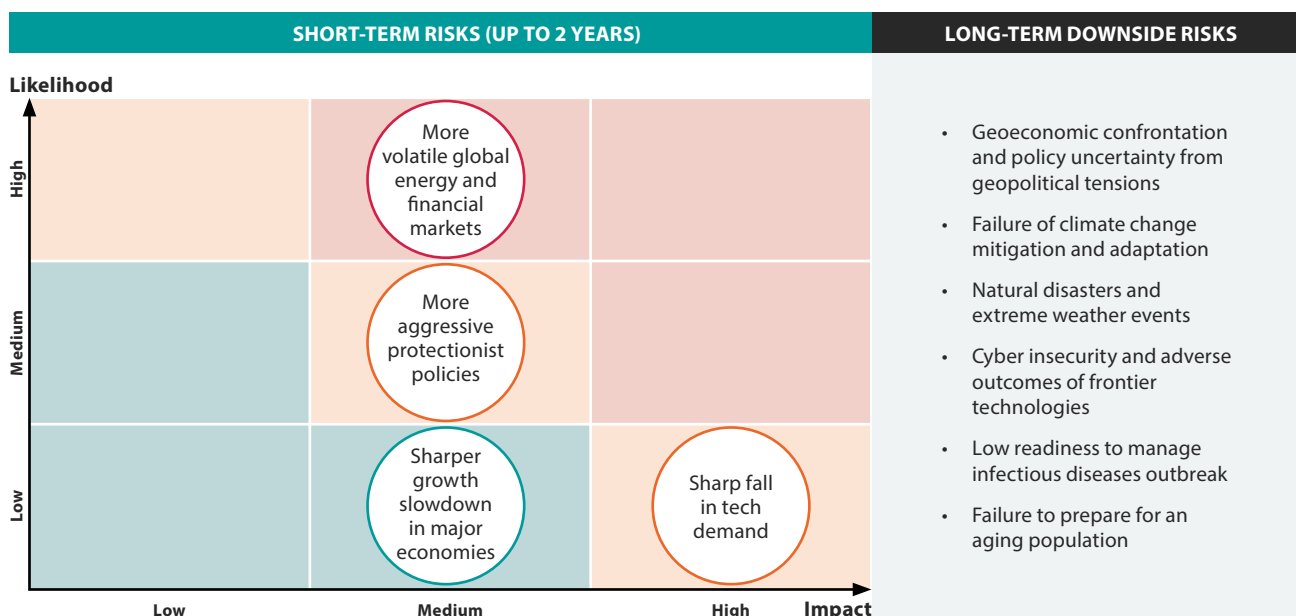 SHORT-TERM RISKS (UP TO 2 YEARS)
LONG-TERM DOWNSIDE RISKS
Likelihood
High
More
volatile global
energy and
financial
markets
Medium
More
aggressive
protectionist
policies
Low
Sharper
growth
slowdown
in major
economies
Sharp fall
in tech
demand
Low
Medium
High
Impact
• Geoeconomic confrontation
and policy uncertainty from
geopolitical tensions
• Failure of climate change
mitigation and adaptation
• Natural disasters and
extreme weather events
• Cyber insecurity and adverse
outcomes of frontier
technologies
• Low readiness to manage
infectious diseases outbreak
• Failure to prepare for an
aging population